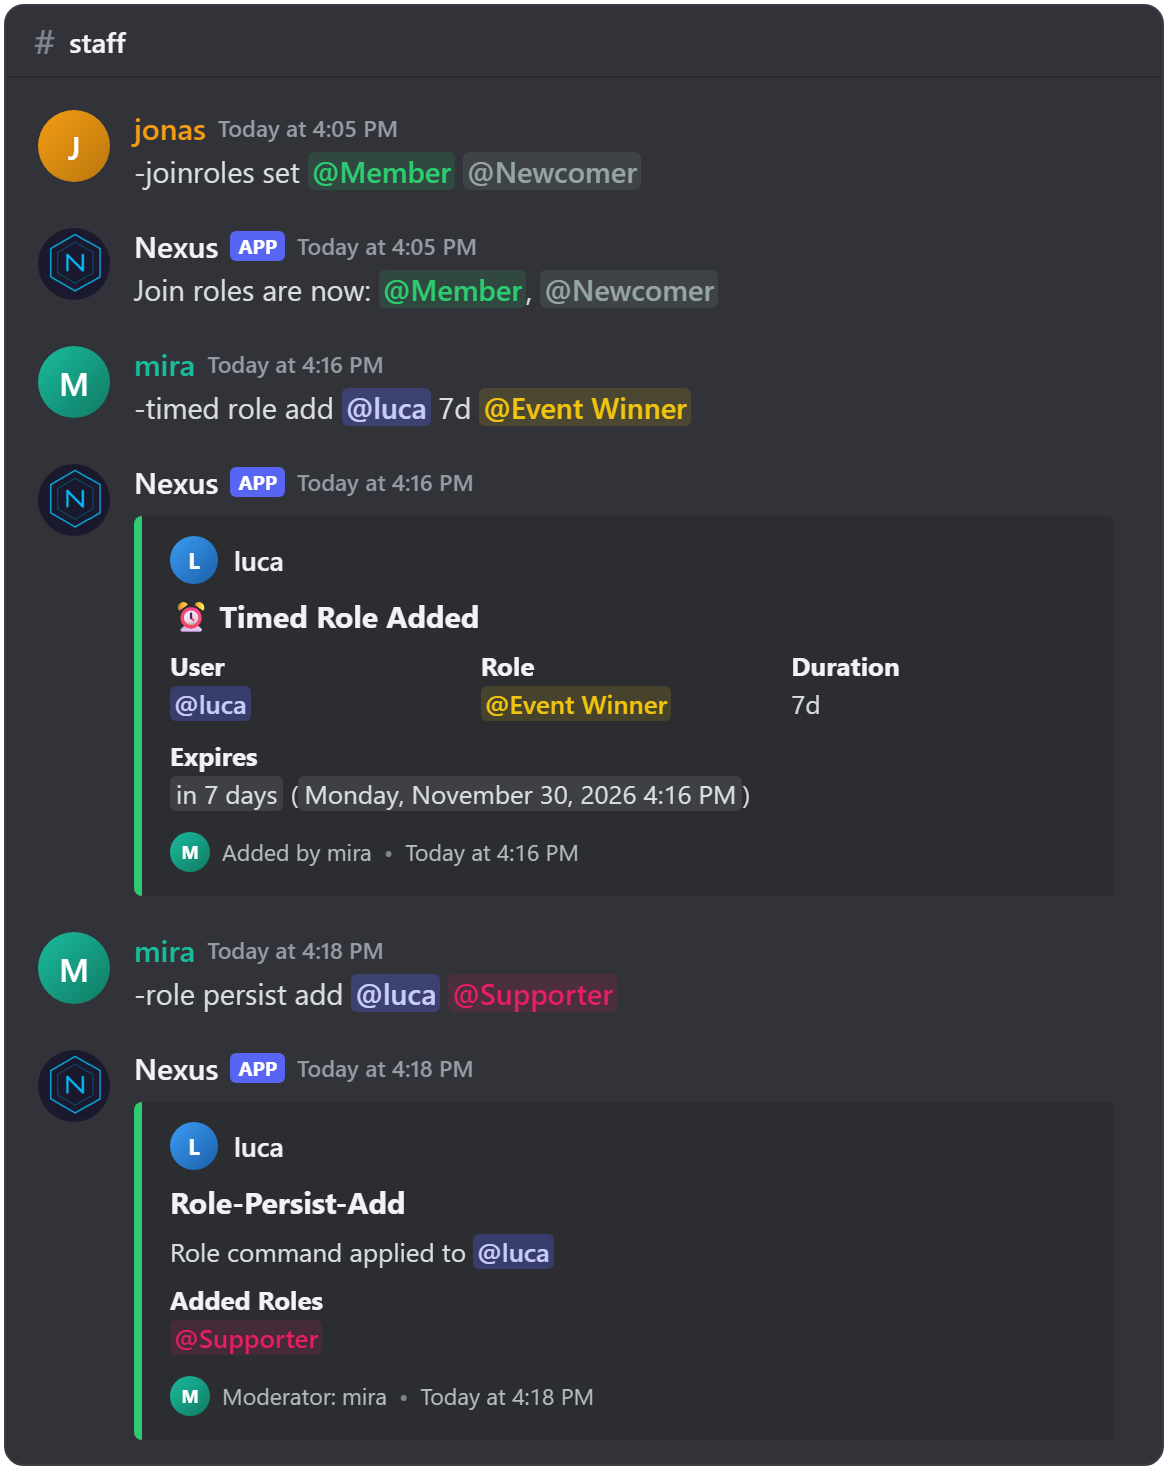 # staff
J
jonas Today at 4:05 PM
-joinroles set @Member @Newcomer
N
Nexus APP Today at 4:05 PM
Join roles are now: @Member, @Newcomer
M
mira Today at 4:16 PM
-timed role add @luca 7d @Event Winner
N
Nexus APP Today at 4:16 PM
L luca
⏰ Timed Role Added
User Role Duration
@luca @Event Winner 7d
Expires
in 7 days (Monday, November 30, 2026 4:16 PM)
M Added by mira • Today at 4:16 PM
M
mira Today at 4:18 PM
-role persist add @luca @Supporter
N
Nexus APP Today at 4:18 PM
L luca
Role-Persist-Add
Role command applied to @luca
Added Roles
@Supporter
M Moderator: mira • Today at 4:18 PM